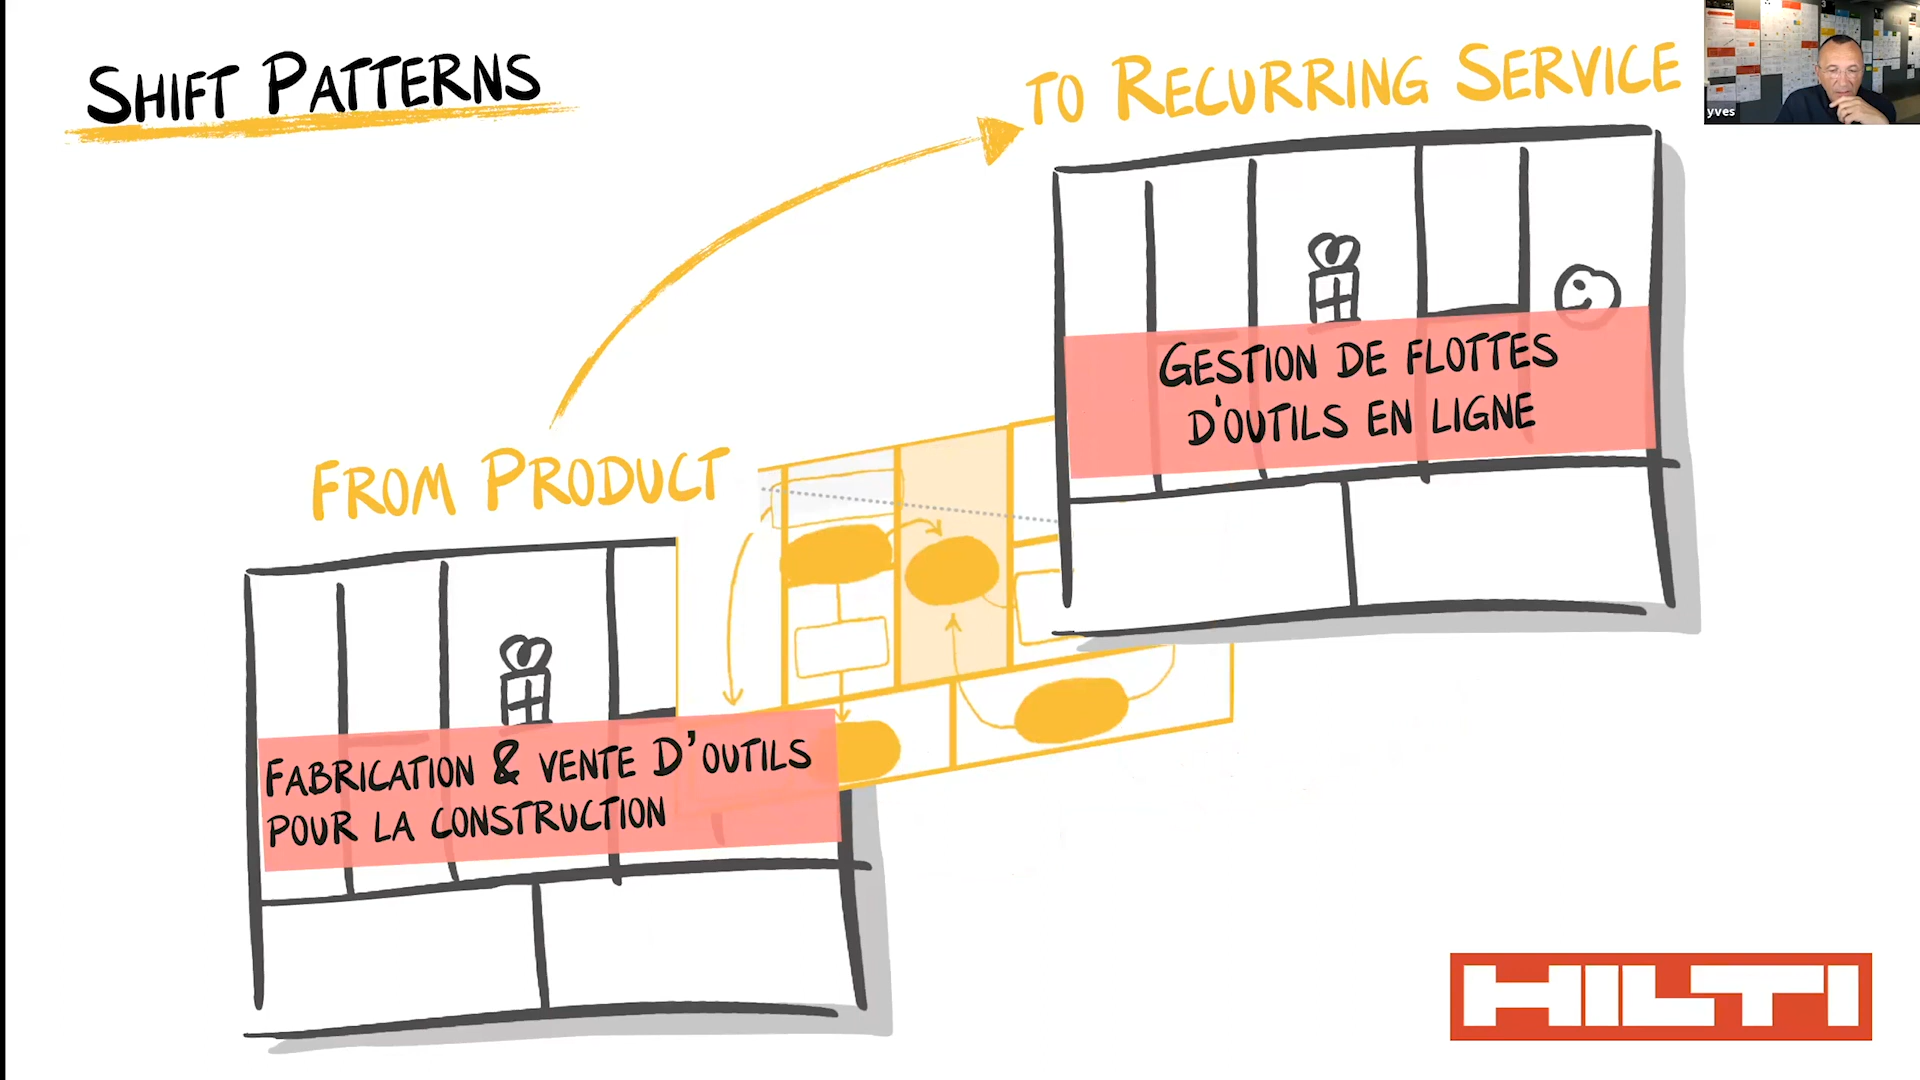 SHIFT PATTERNS
TO RECURRING SERVICE
yves
GESTION DE FLOTTES
D'OUTILS EN LIGNE
FROM PRODUCT
FABRICATION & VENTE D'OUTILS
POUR LA CONSTRUCTION
HILTI